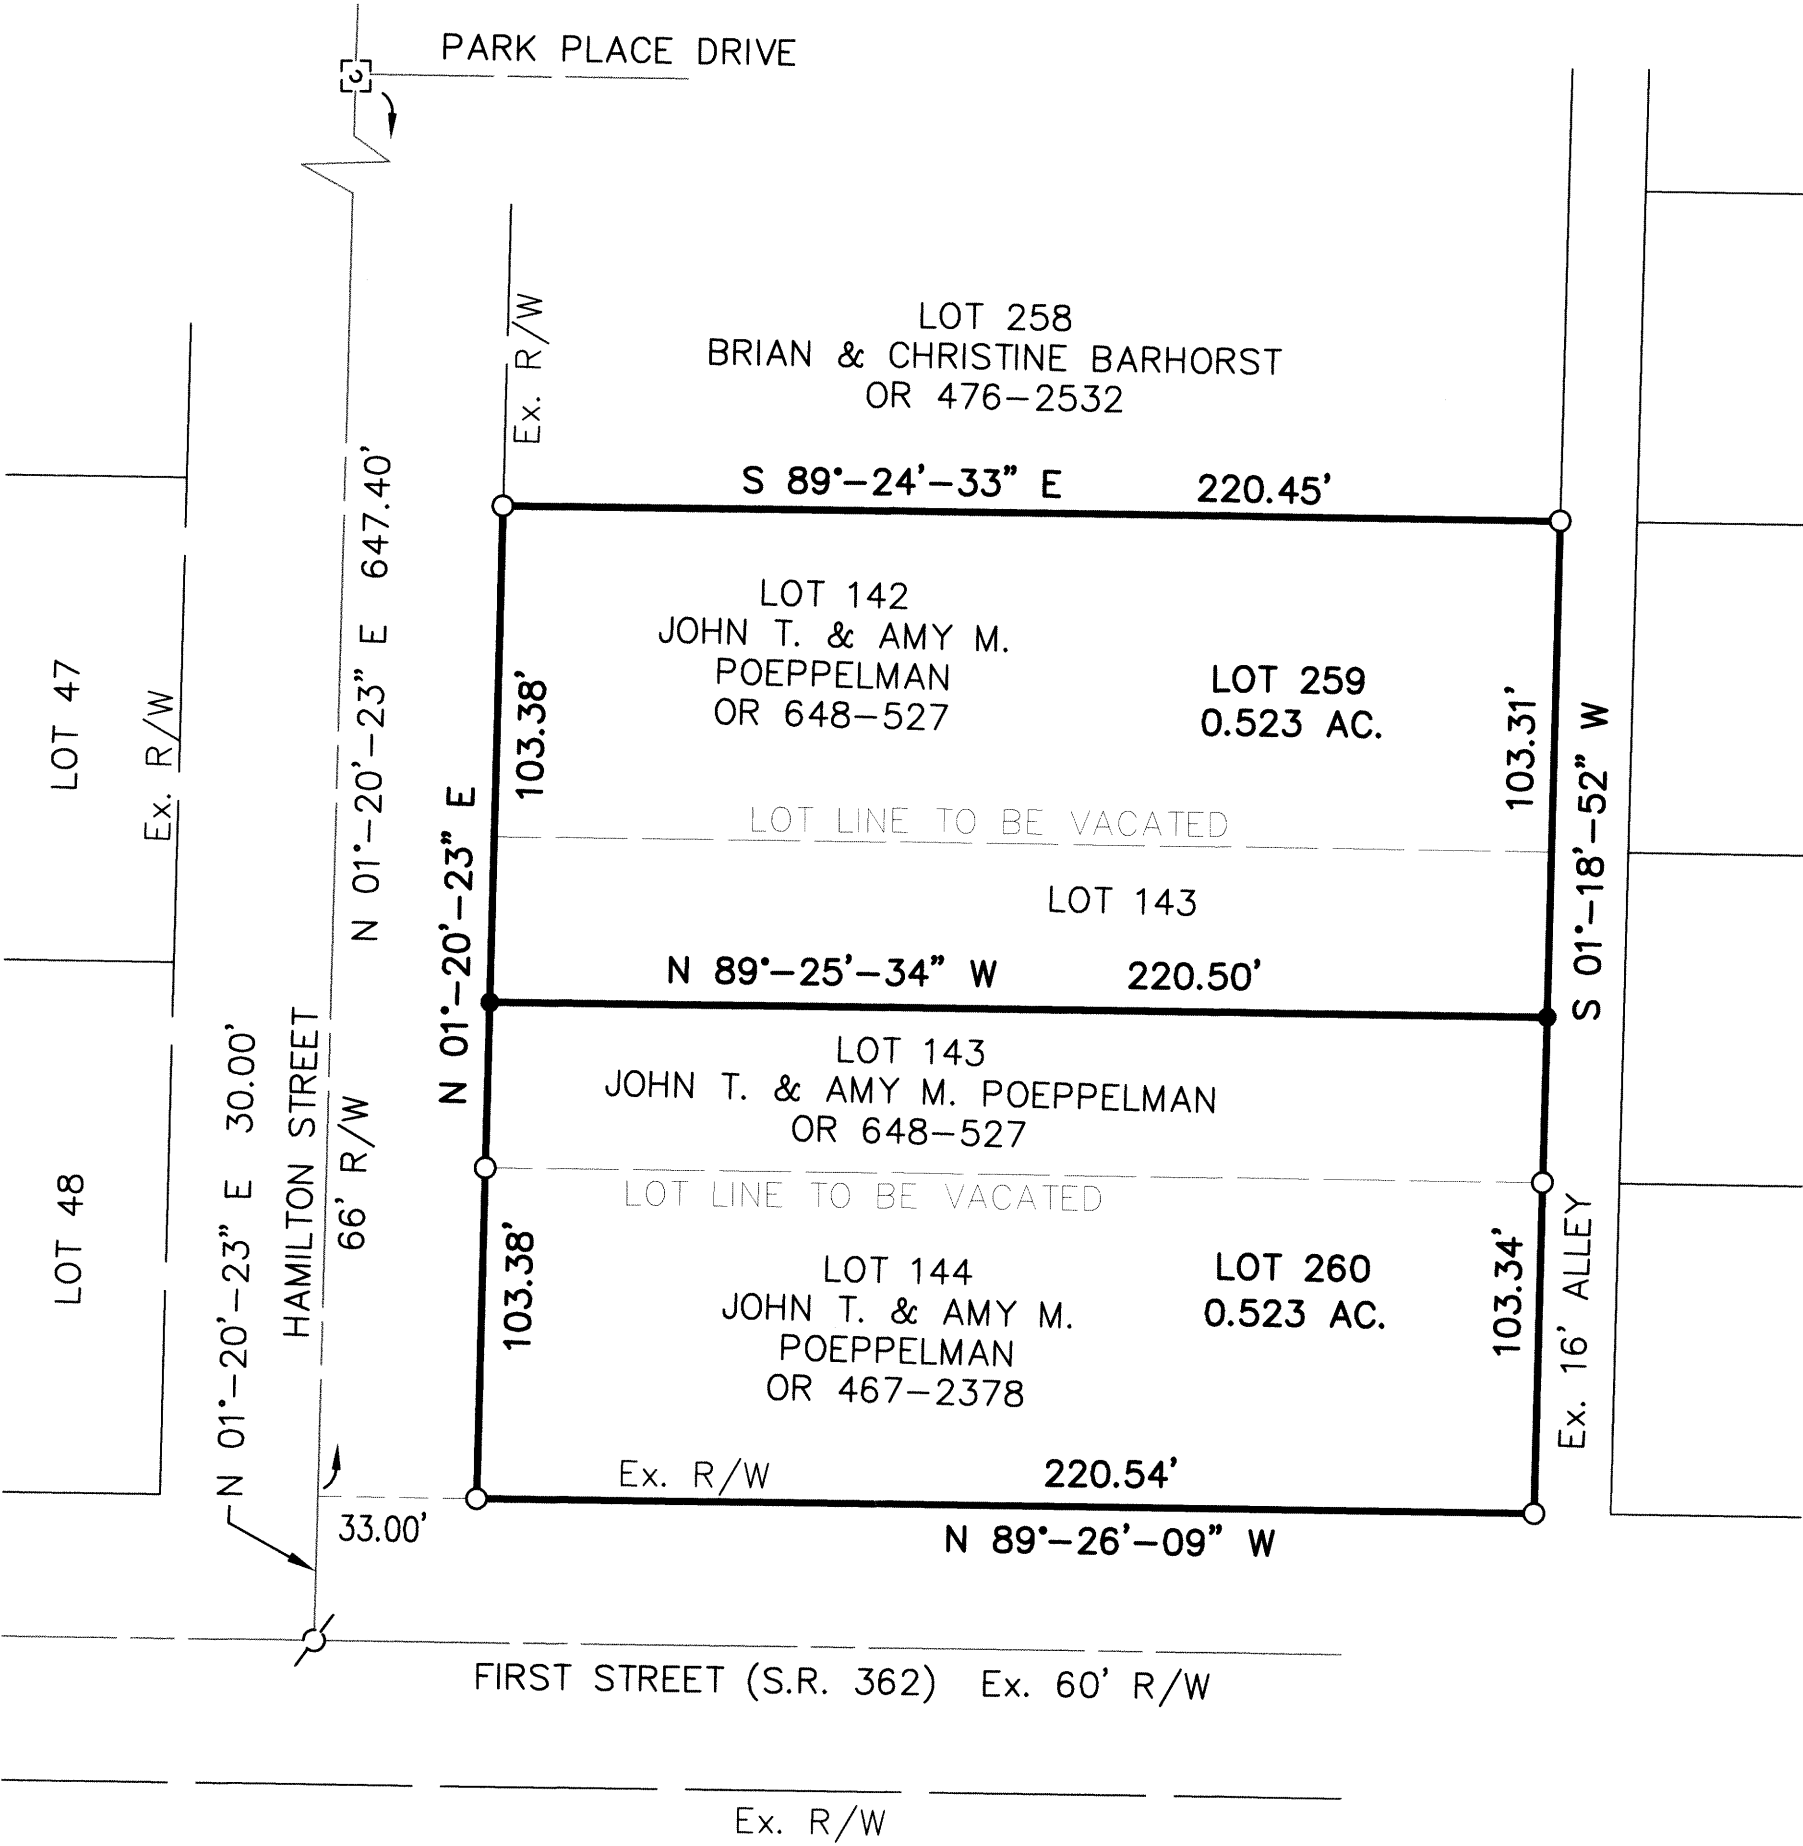 PARK PLACE DRIVE
Ex. R/W
LOT 258
BRIAN & CHRISTINE BARHORST
OR 476-2532
S 89°-24'-33" E 220.45'
N 01°-20'-23" E 647.40'
LOT 142
JOHN T. & AMY M.
POEPPELMAN
OR 648-527
LOT 259
0.523 AC.
103.38'
103.31'
LOT 47
Ex. R/W
N 01°-20'-23" E
S 01°-18'-52" W
LOT LINE TO BE VACATED
LOT 143
N 89°-25'-34" W 220.50'
LOT 143
JOHN T. & AMY M. POEPPELMAN
OR 648-527
LOT LINE TO BE VACATED
N 01°-20'-23" E 30.00'
HAMILTON STREET
66' R/W
LOT 48
103.38'
LOT 144
JOHN T. & AMY M.
POEPPELMAN
OR 467-2378
LOT 260
0.523 AC.
103.34'
Ex. 16' ALLEY
Ex. R/W
220.54'
33.00'
N 89°-26'-09" W
FIRST STREET (S.R. 362) Ex. 60' R/W
Ex. R/W